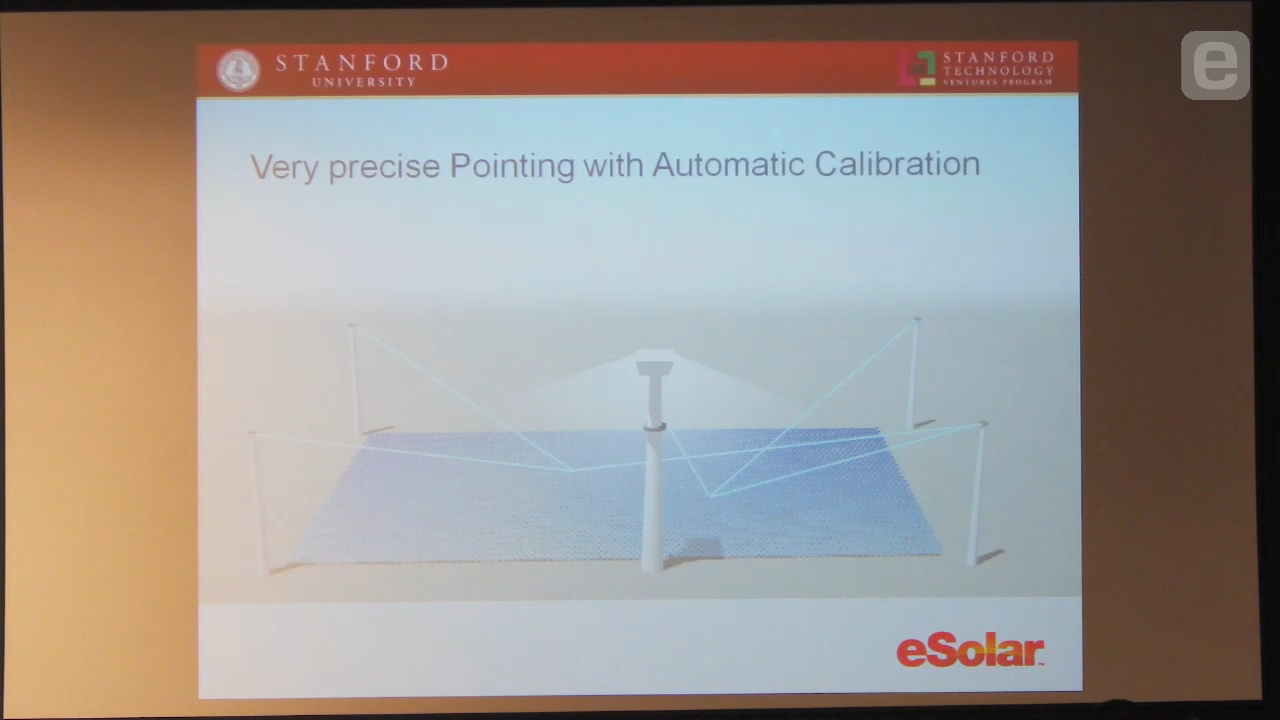 STANFORD
UNIVERSITY
STANFORD
TECHNOLOGY
VENTURES PROGRAM
e
Very precise Pointing with Automatic Calibration
eSolar